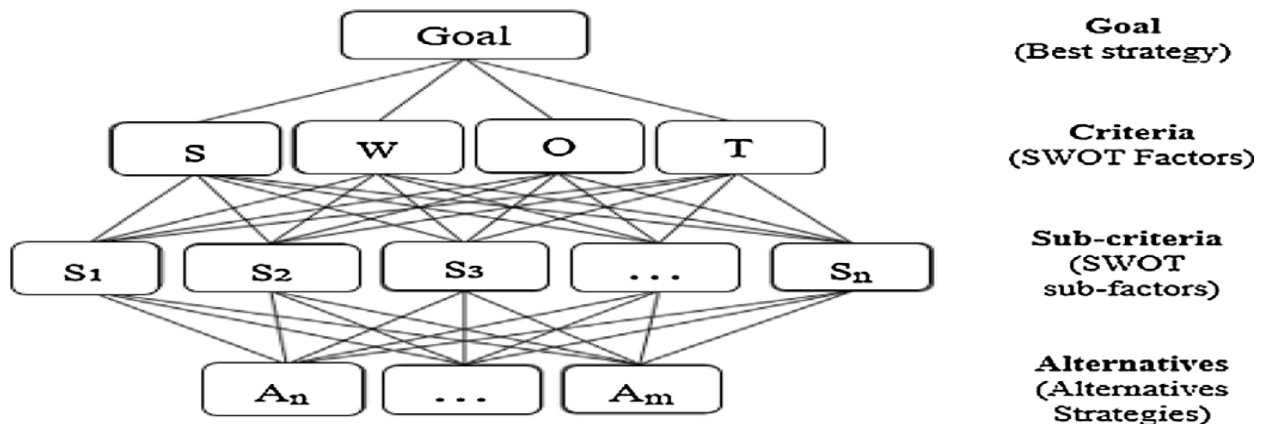 Goal
Goal
(Best strategy)
S W O T
Criteria
(SWOT Factors)
S1 S2 S3 ... Sn
Sub-criteria
(SWOT
sub-factors)
An ... Am
Alternatives
(Alternatives
Strategies)